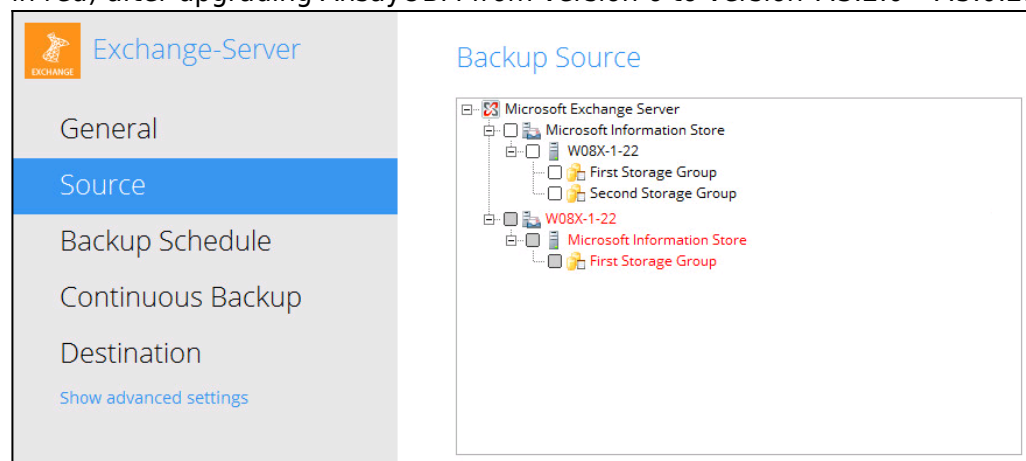 EXCHANGE
Exchange-Server
General
Source
Backup Schedule
Continuous Backup
Destination
Show advanced settings
Backup Source
Microsoft Exchange Server
Microsoft Information Store
W08X-1-22
First Storage Group
Second Storage Group
W08X-1-22
Microsoft Information Store
First Storage Group